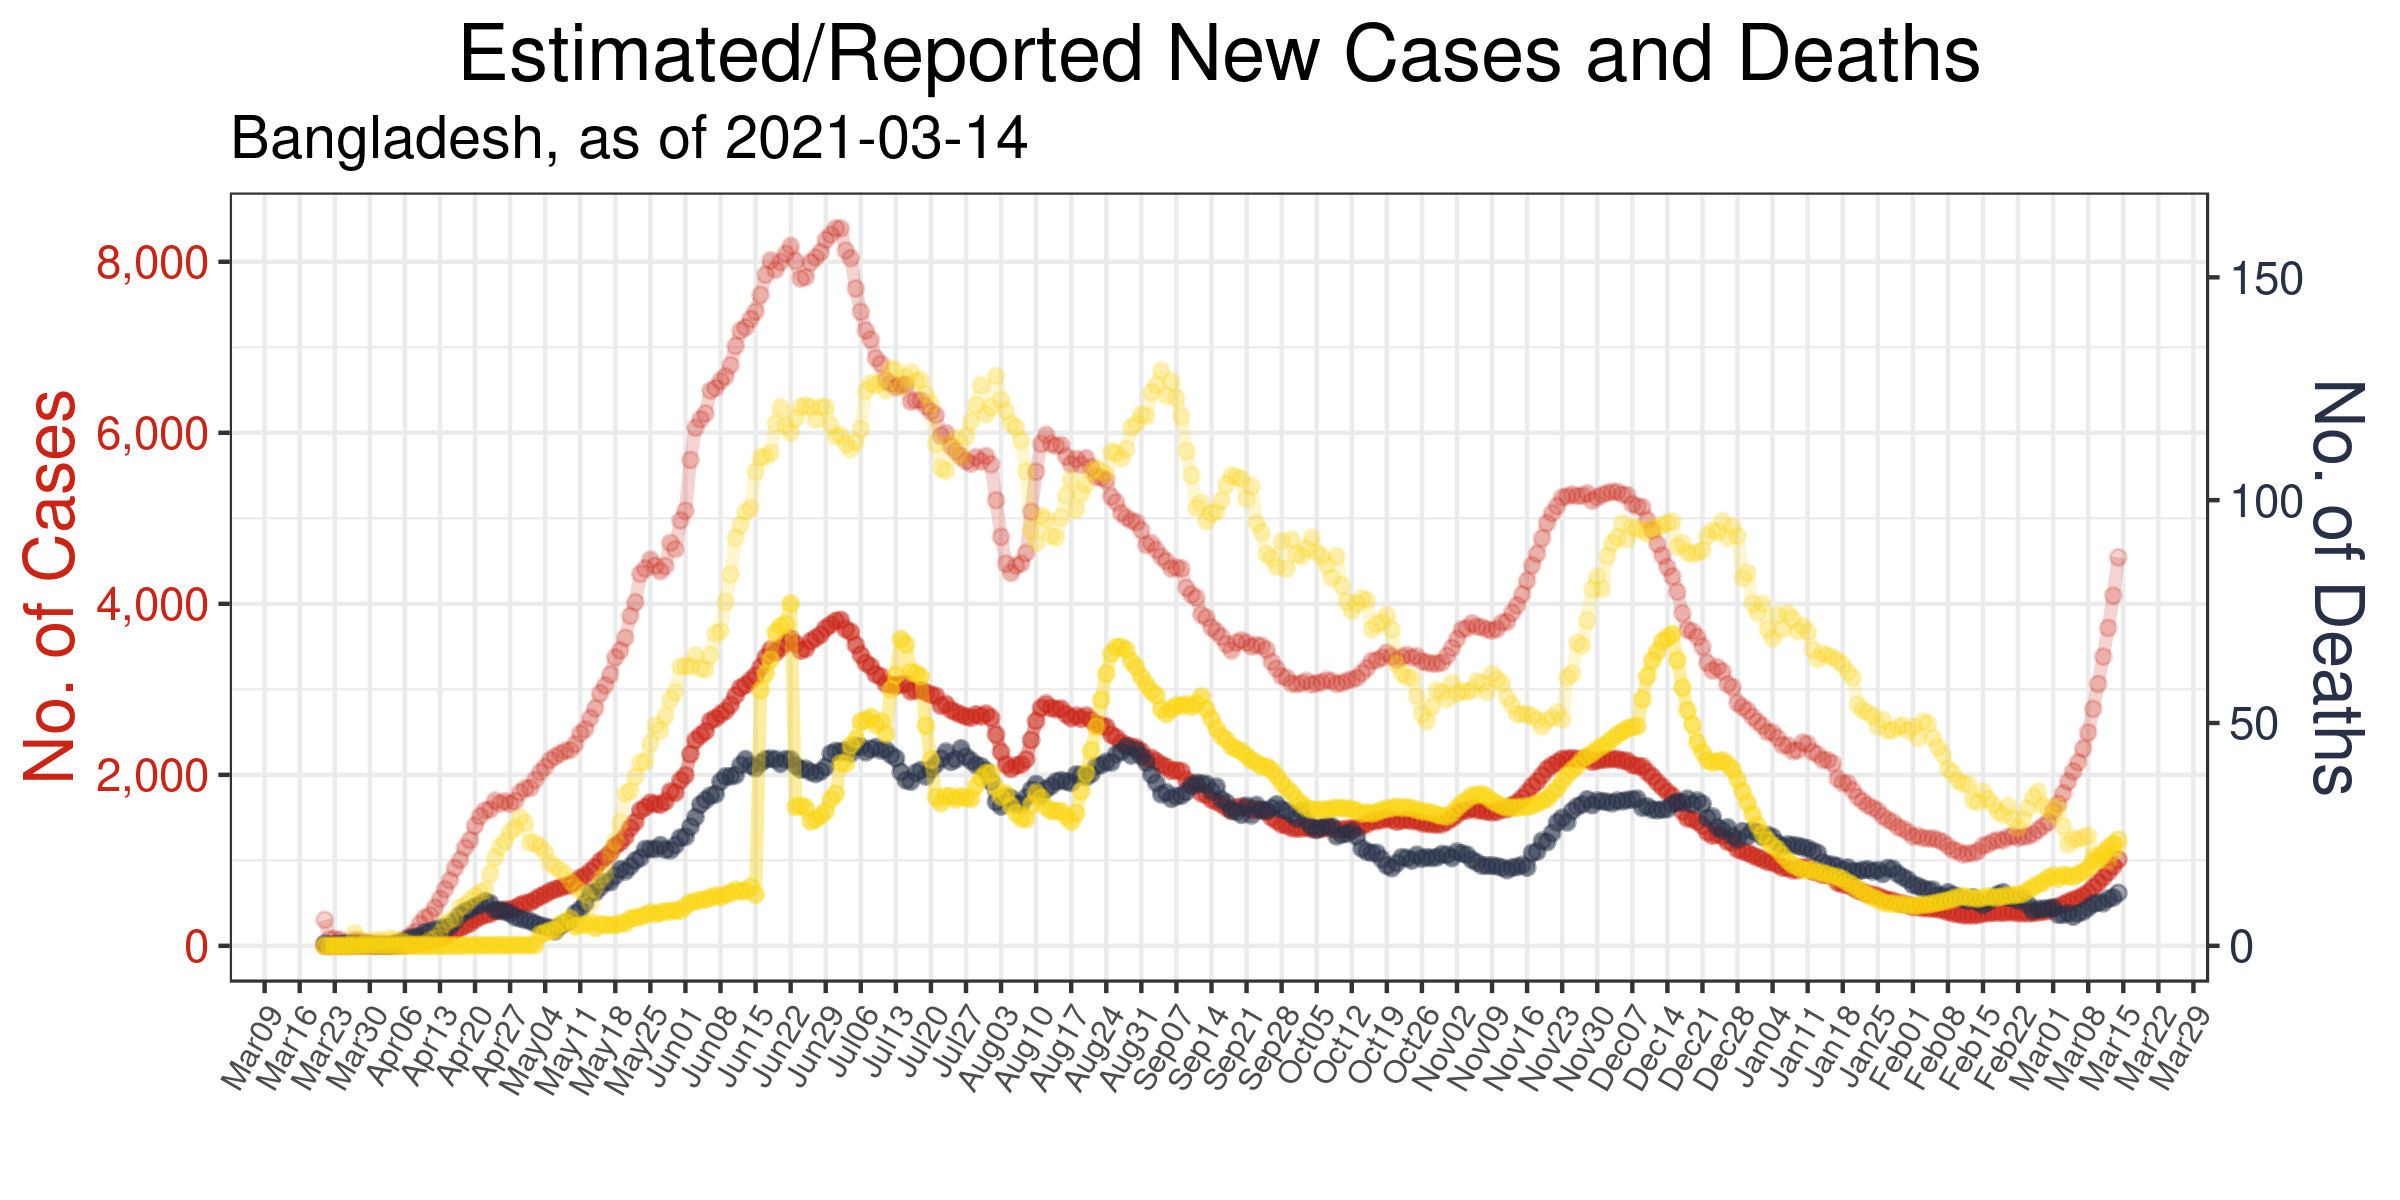 Estimated/Reported New Cases and Deaths
Bangladesh, as of 2021-03-14
No. of Cases
8,000
6,000
4,000
2,000
0
150
100
50
0
No. of Deaths
Mar09
Mar16
Mar23
Mar30
Apr06
Apr13
Apr20
Apr27
May04
May11
May18
May25
Jun01
Jun08
Jun15
Jun22
Jun29
Jul06
Jul13
Jul20
Jul27
Aug03
Aug10
Aug17
Aug24
Aug31
Sep07
Sep14
Sep21
Sep28
Oct05
Oct12
Oct19
Oct26
Nov02
Nov09
Nov16
Nov23
Nov30
Dec07
Dec14
Dec21
Dec28
Jan04
Jan11
Jan18
Jan25
Feb01
Feb08
Feb15
Feb22
Mar01
Mar08
Mar15
Mar22
Mar29